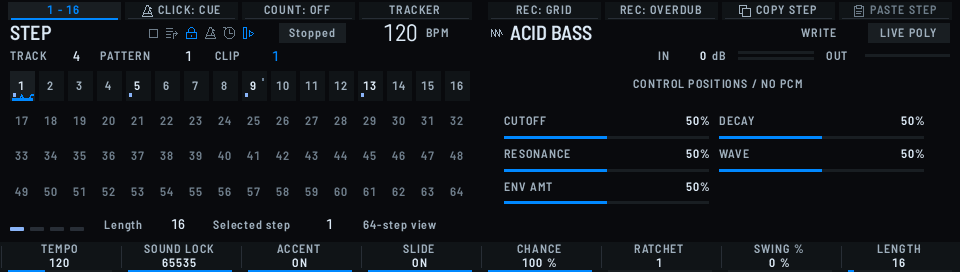 1 - 16 CLICK: CUE COUNT: OFF TRACKER REC: GRID REC: OVERDUB COPY STEP PASTE STEP
STEP Stopped 120 BPM ACID BASS WRITE LIVE POLY
TRACK 4 PATTERN 1 CLIP 1 IN 0 dB OUT
1 2 3 4 5 6 7 8 9 10 11 12 13 14 15 16
CONTROL POSITIONS / NO PCM
17 18 19 20 21 22 23 24 25 26 27 28 29 30 31 32
CUTOFF 50% DECAY 50%
33 34 35 36 37 38 39 40 41 42 43 44 45 46 47 48
RESONANCE 50% WAVE 50%
49 50 51 52 53 54 55 56 57 58 59 60 61 62 63 64
ENV AMT 50%
Length 16 Selected step 1 64-step view
TEMPO SOUND LOCK ACCENT SLIDE CHANCE RATCHET SWING % LENGTH
120 65535 ON ON 100 % 1 0 % 16